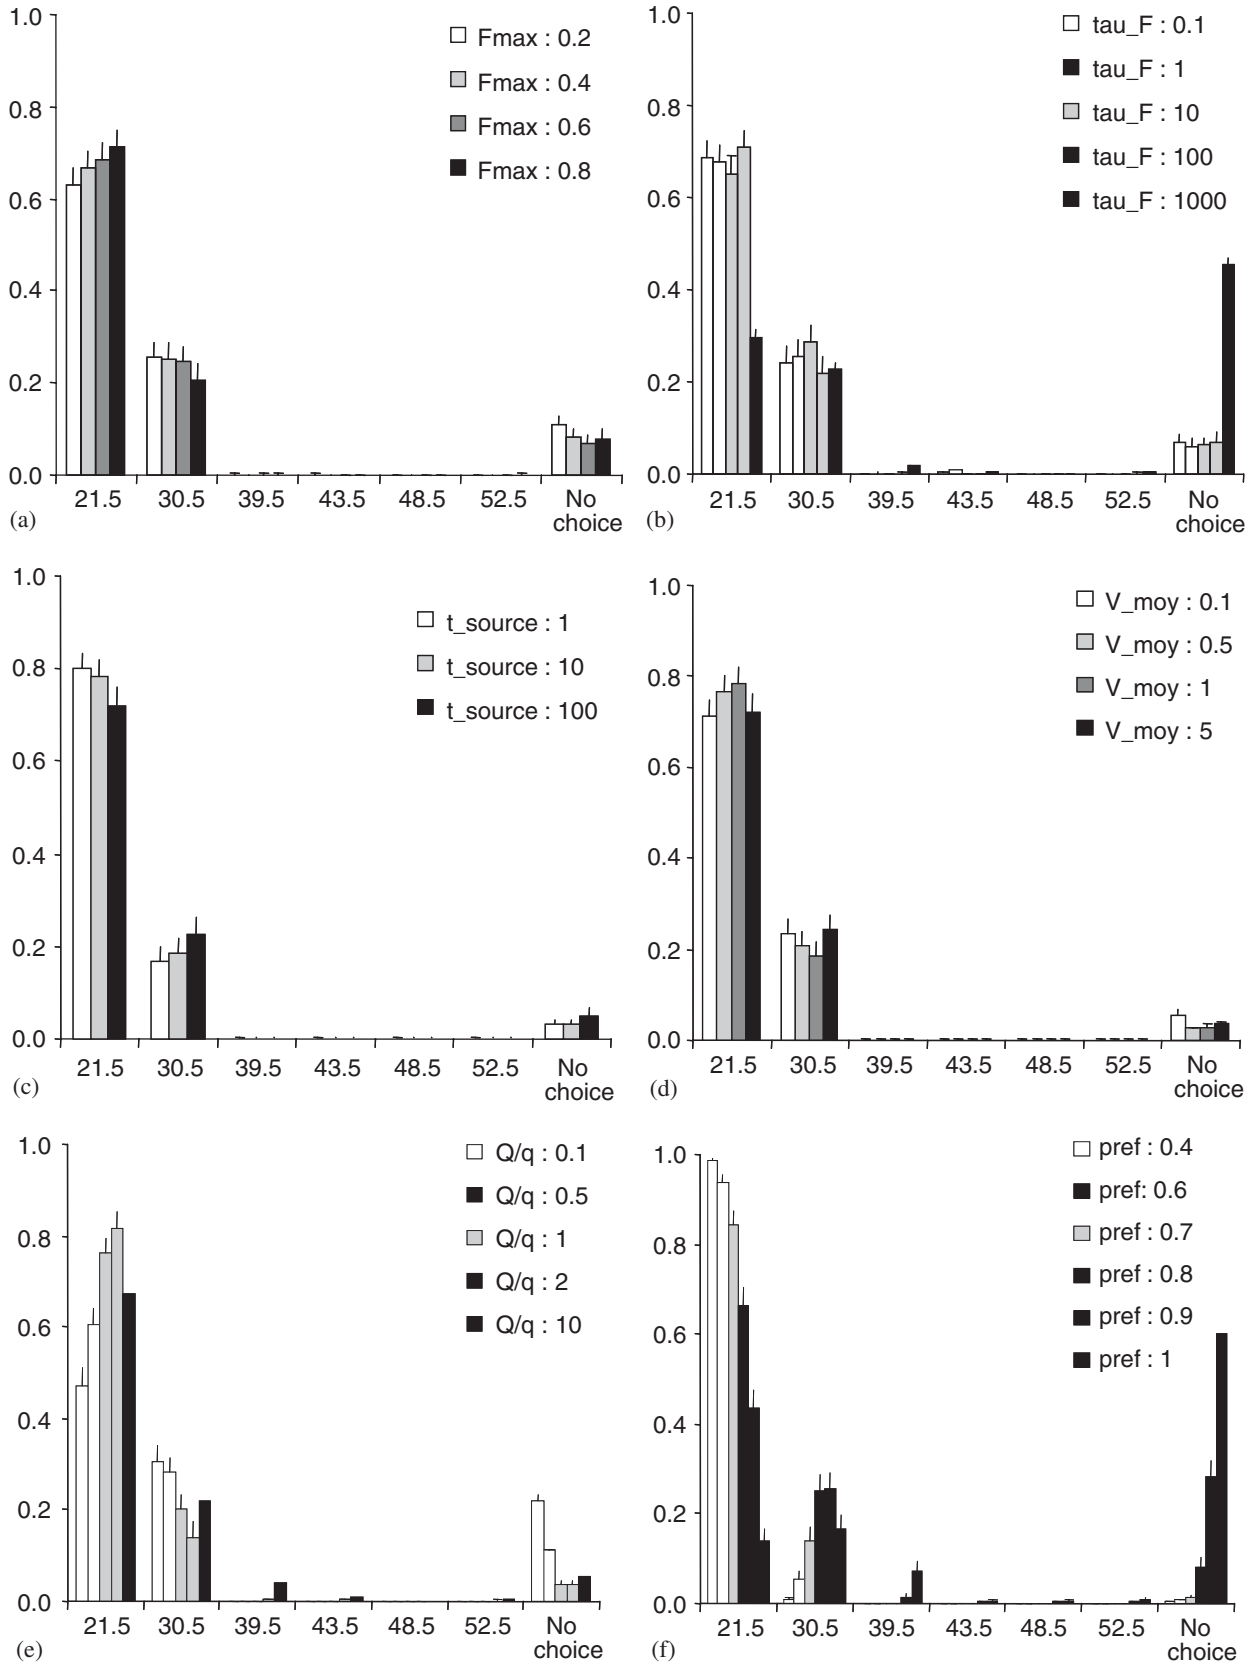 1.0
0.8
0.6
0.4
0.2
0.0
Fmax : 0.2
Fmax : 0.4
Fmax : 0.6
Fmax : 0.8
21.5 30.5 39.5 43.5 48.5 52.5 No choice
(a)
1.0
0.8
0.6
0.4
0.2
0.0
tau_F : 0.1
tau_F : 1
tau_F : 10
tau_F : 100
tau_F : 1000
21.5 30.5 39.5 43.5 48.5 52.5 No choice
(b)
1.0
0.8
0.6
0.4
0.2
0.0
t_source : 1
t_source : 10
t_source : 100
21.5 30.5 39.5 43.5 48.5 52.5 No choice
(c)
1.0
0.8
0.6
0.4
0.2
0.0
V_moy : 0.1
V_moy : 0.5
V_moy : 1
V_moy : 5
21.5 30.5 39.5 43.5 48.5 52.5 No choice
(d)
1.0
0.8
0.6
0.4
0.2
0.0
Q/q : 0.1
Q/q : 0.5
Q/q : 1
Q/q : 2
Q/q : 10
21.5 30.5 39.5 43.5 48.5 52.5 No choice
(e)
1.0
0.8
0.6
0.4
0.2
0.0
pref : 0.4
pref: 0.6
pref : 0.7
pref : 0.8
pref : 0.9
pref : 1
21.5 30.5 39.5 43.5 48.5 52.5 No choice
(f)